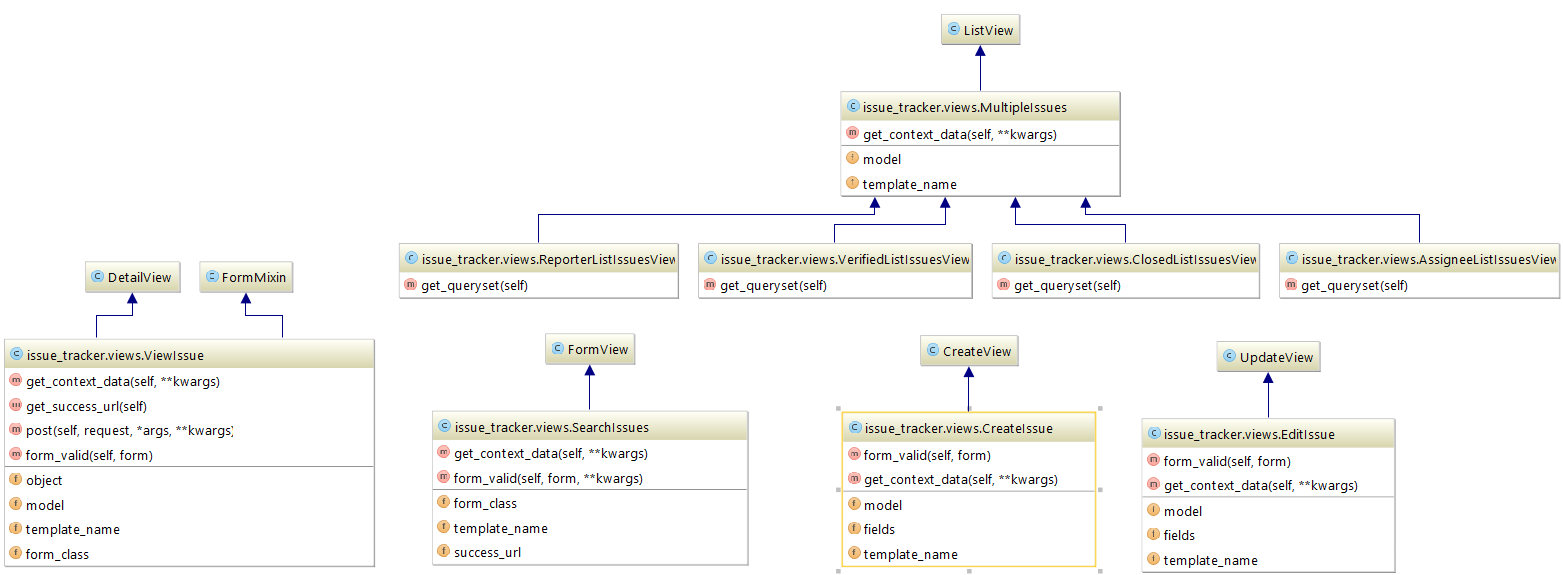 ListView
issue_tracker.views.MultipleIssues
get_context_data(self, **kwargs)
model
template_name
issue_tracker.views.ReporterListIssuesView
get_queryset(self)
issue_tracker.views.VerifiedListIssuesView
get_queryset(self)
issue_tracker.views.ClosedListIssuesView
get_queryset(self)
issue_tracker.views.AssigneeListIssuesView
get_queryset(self)
DetailView
FormMixin
issue_tracker.views.ViewIssue
get_context_data(self, **kwargs)
get_success_url(self)
post(self, request, *args, **kwargs)
form_valid(self, form)
object
model
template_name
form_class
FormView
issue_tracker.views.SearchIssues
get_context_data(self, **kwargs)
form_valid(self, form, **kwargs)
form_class
template_name
success_url
CreateView
issue_tracker.views.CreateIssue
form_valid(self, form)
get_context_data(self, **kwargs)
model
fields
template_name
UpdateView
issue_tracker.views.EditIssue
form_valid(self, form)
get_context_data(self, **kwargs)
model
fields
template_name